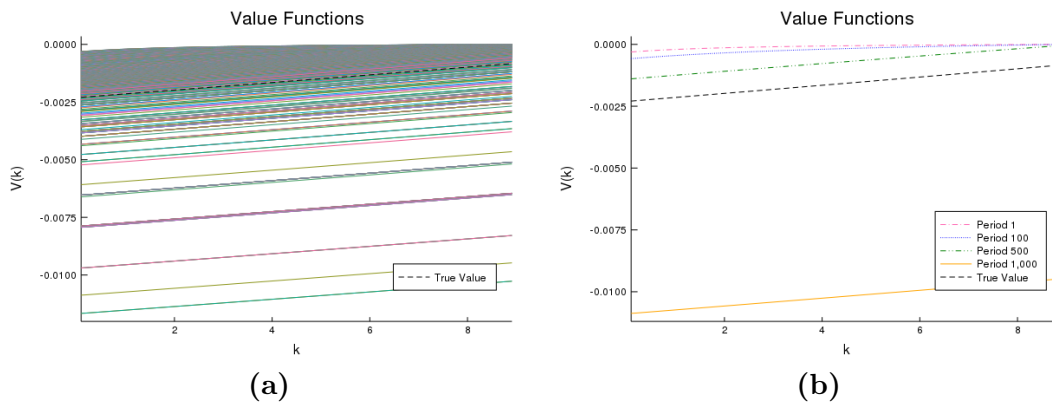 Value Functions
0.0000
-0.0025
-0.0050
-0.0075
-0.0100
V(k)
2
4
6
8
k
True Value
(a)
Value Functions
0.0000
-0.0025
-0.0050
-0.0075
-0.0100
V(k)
2
4
6
8
k
Period 1
Period 100
Period 500
Period 1,000
True Value
(b)